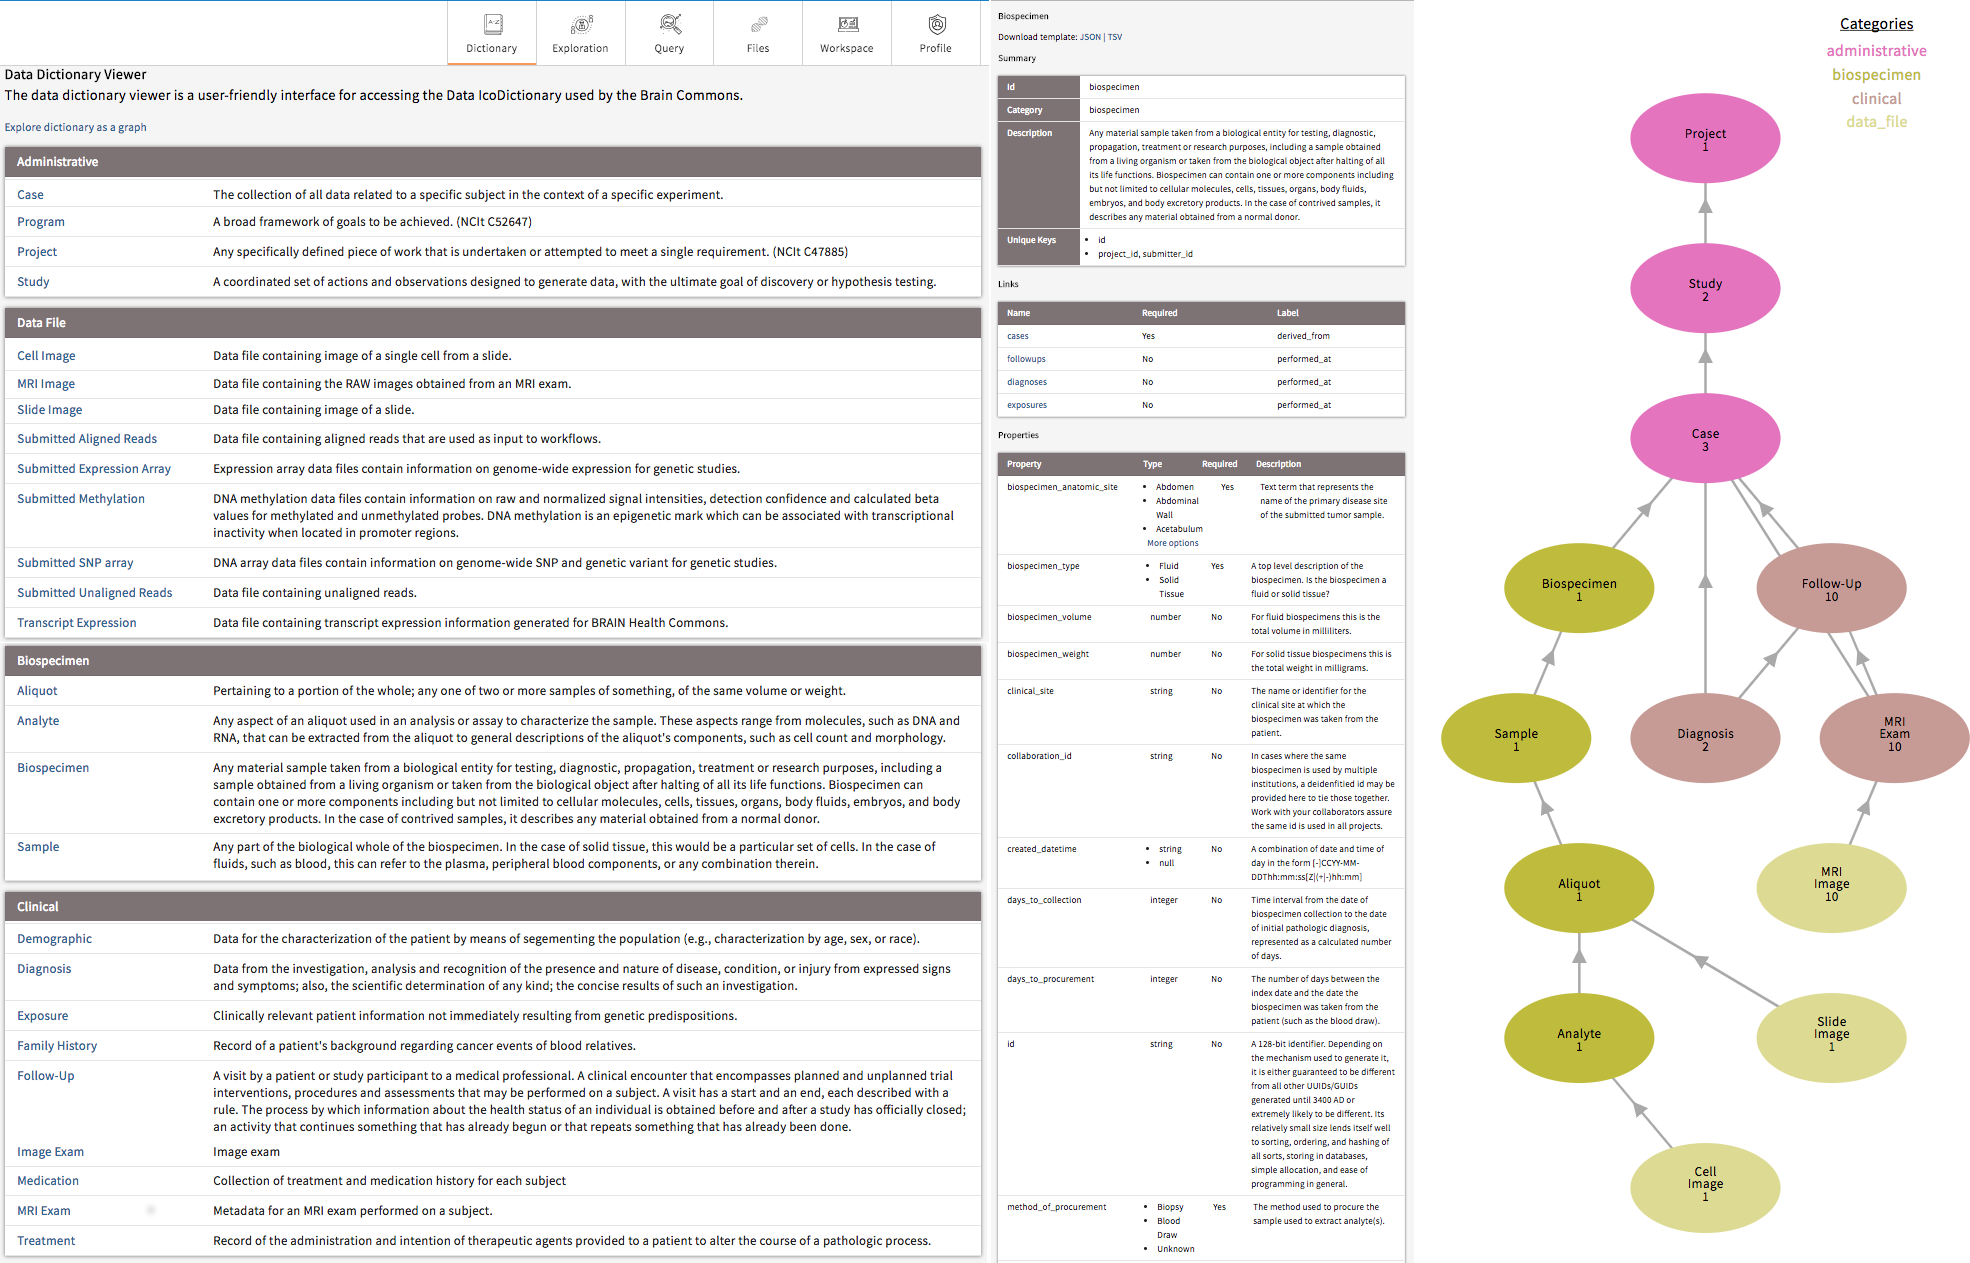 Dictionary
Exploration
Query
Files
Workspace
Profile
Data Dictionary Viewer
The data dictionary viewer is a user-friendly interface for accessing the Data IcoDictionary used by the Brain Commons.
Explore dictionary as a graph
Administrative
Case The collection of all data related to a specific subject in the context of a specific experiment.
Program A broad framework of goals to be achieved. (NCIt C52647)
Project Any specifically defined piece of work that is undertaken or attempted to meet a single requirement. (NCIt C47885)
Study A coordinated set of actions and observations designed to generate data, with the ultimate goal of discovery or hypothesis testing.
Data File
Cell Image Data file containing image of a single cell from a slide.
MRI Image Data file containing the RAW images obtained from an MRI exam.
Slide Image Data file containing image of a slide.
Submitted Aligned Reads Data file containing aligned reads that are used as input to workflows.
Submitted Expression Array Expression array data files contain information on genome-wide expression for genetic studies.
Submitted Methylation DNA methylation data files contain information on raw and normalized signal intensities, detection confidence and calculated beta
values for methylated and unmethylated probes. DNA methylation is an epigenetic mark which can be associated with transcriptional
inactivity when located in promoter regions.
Submitted SNP array DNA array data files contain information on genome-wide SNP and genetic variant for genetic studies.
Submitted Unaligned Reads Data file containing unaligned reads.
Transcript Expression Data file containing transcript expression information generated for BRAIN Health Commons.
Biospecimen
Aliquot Pertaining to a portion of the whole; any one of two or more samples of something, of the same volume or weight.
Analyte Any aspect of an aliquot used in an analysis or assay to characterize the sample. These aspects range from molecules, such as DNA and
RNA, that can be extracted from the aliquot to general descriptions of the aliquot's components, such as cell count and morphology.
Biospecimen Any material sample taken from a biological entity for testing, diagnostic, propagation, treatment or research purposes, including a
sample obtained from a living organism or taken from the biological object after halting of all its life functions. Biospecimen can
contain one or more components including but not limited to cellular molecules, cells, tissues, organs, body fluids, embryos, and body
excretory products. In the case of contrived samples, it describes any material obtained from a normal donor.
Sample Any part of the biological whole of the biospecimen. In the case of solid tissue, this would be a particular set of cells. In the case of
fluids, such as blood, this can refer to the plasma, peripheral blood components, or any combination therein.
Clinical
Demographic Data for the characterization of the patient by means of segementing the population (e.g., characterization by age, sex, or race).
Diagnosis Data from the investigation, analysis and recognition of the presence and nature of disease, condition, or injury from expressed signs
and symptoms; also, the scientific determination of any kind; the concise results of such an investigation.
Exposure Clinically relevant patient information not immediately resulting from genetic predispositions.
Family History Record of a patient's background regarding cancer events of blood relatives.
Follow-Up A visit by a patient or study participant to a medical professional. A clinical encounter that encompasses planned and unplanned trial
interventions, procedures and assessments that may be performed on a subject. A visit has a start and an end, each described with a
rule. The process by which information about the health status of an individual is obtained before and after a study has officially closed;
an activity that continues something that has already begun or that repeats something that has already been done.
Image Exam Image exam
Medication Collection of treatment and medication history for each subject
MRI Exam Metadata for an MRI exam performed on a subject.
Treatment Record of the administration and intention of therapeutic agents provided to a patient to alter the course of a pathologic process.
Biospecimen
Download template: JSON | TSV
Summary
Id biospecimen
Category biospecimen
Description Any material sample taken from a biological entity for testing, diagnostic,
propagation, treatment or research purposes, including a sample obtained
from a living organism or taken from the biological object after halting of all
its life functions. Biospecimen can contain one or more components including
but not limited to cellular molecules, cells, tissues, organs, body fluids,
embryos, and body excretory products. In the case of contrived samples, it
describes any material obtained from a normal donor.
Unique Keys • id
• project_id, submitter_id
Links
Name Required Label
cases Yes derived_from
followups No performed_at
diagnoses No performed_at
exposures No performed_at
Properties
Property Type Required Description
biospecimen_anatomic_site • Abdomen Yes Text term that represents the
• Abdominal name of the primary disease site
Wall of the submitted tumor sample.
• Acetabulum
More options
biospecimen_type • Fluid Yes A top level description of the
• Solid biospecimen. Is the biospecimen a
Tissue fluid or solid tissue?
biospecimen_volume number No For fluid biospecimens this is the
total volume in milliliters.
biospecimen_weight number No For solid tissue biospecimens this is
the total weight in milligrams.
clinical_site string No The name or identifier for the
clinical site at which the
biospecimen was taken from the
patient.
collaboration_id string No In cases where the same
biospecimen is used by multiple
institutions, a deidenfitied id may be
provided here to tie those together.
Work with your collaborators assure
the same id is used in all projects.
created_datetime • string No A combination of date and time of
• null day in the form [-]CCYY-MM-
DDThh:mm:ss[Z|(+|-)hh:mm]
days_to_collection integer No Time interval from the date of
biospecimen collection to the date
of initial pathologic diagnosis,
represented as a calculated number
of days.
days_to_procurement integer No The number of days between the
index date and the date the
biospecimen was taken from the
patient (such as the blood draw).
id string No A 128-bit identifier. Depending on
the mechanism used to generate it,
it is either guaranteed to be different
from all other UUIDs/GUIDs
generated until 3400 AD or
extremely likely to be different. Its
relatively small size lends itself well
to sorting, ordering, and hashing of
all sorts, storing in databases,
simple allocation, and ease of
programming in general.
method_of_procurement • Biopsy Yes The method used to procure the
• Blood sample used to extract analyte(s).
Draw
• Unknown
Categories
administrative
biospecimen
clinical
data_file
Project
1
Study
2
Case
3
Biospecimen
1
Follow-Up
10
Sample
1
Diagnosis
2
MRI
Exam
10
Aliquot
1
MRI
Image
10
Analyte
1
Slide
Image
1
Cell
Image
1